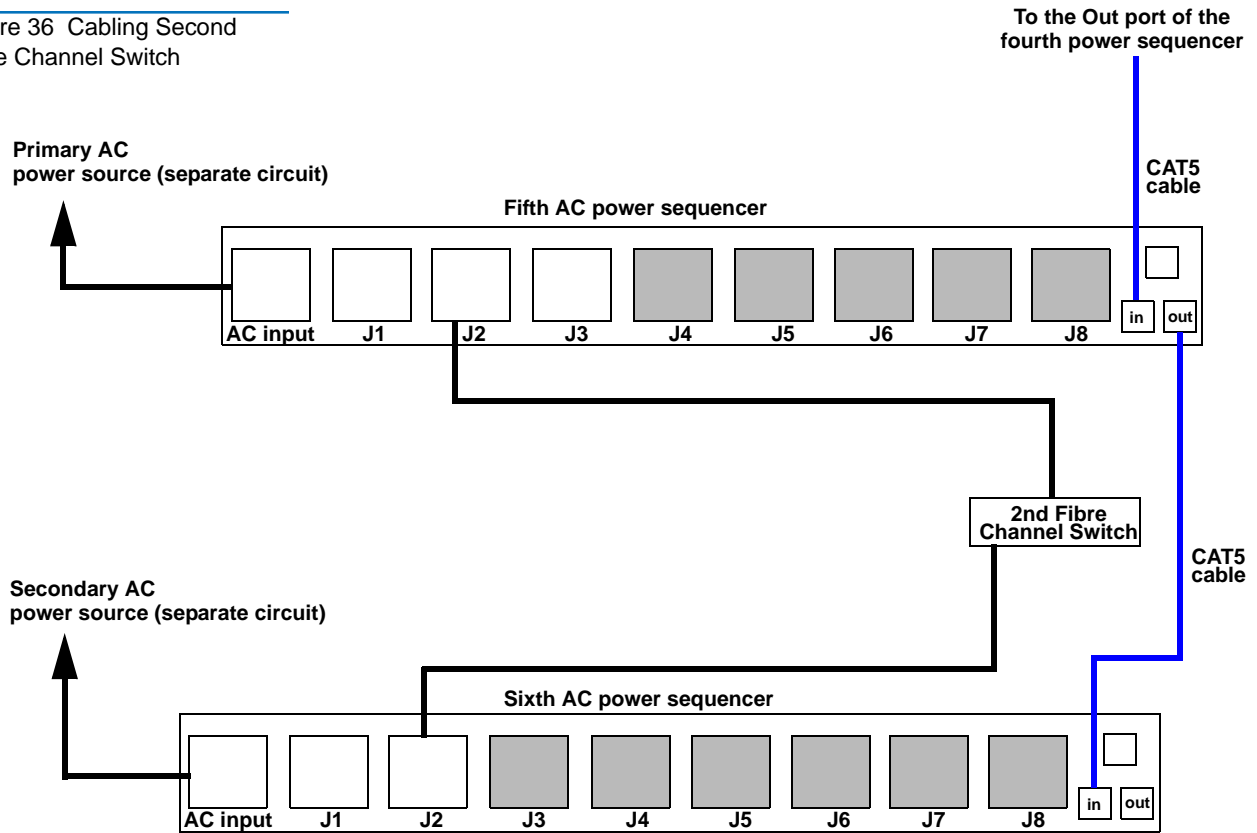 re 36 Cabling Second
e Channel Switch
To the Out port of the
fourth power sequencer
Primary AC
power source (separate circuit)
CAT5
cable
Fifth AC power sequencer
AC input J1 J2 J3 J4 J5 J6 J7 J8 in out
2nd Fibre
Channel Switch
CAT5
cable
Secondary AC
power source (separate circuit)
Sixth AC power sequencer
AC input J1 J2 J3 J4 J5 J6 J7 J8 in out